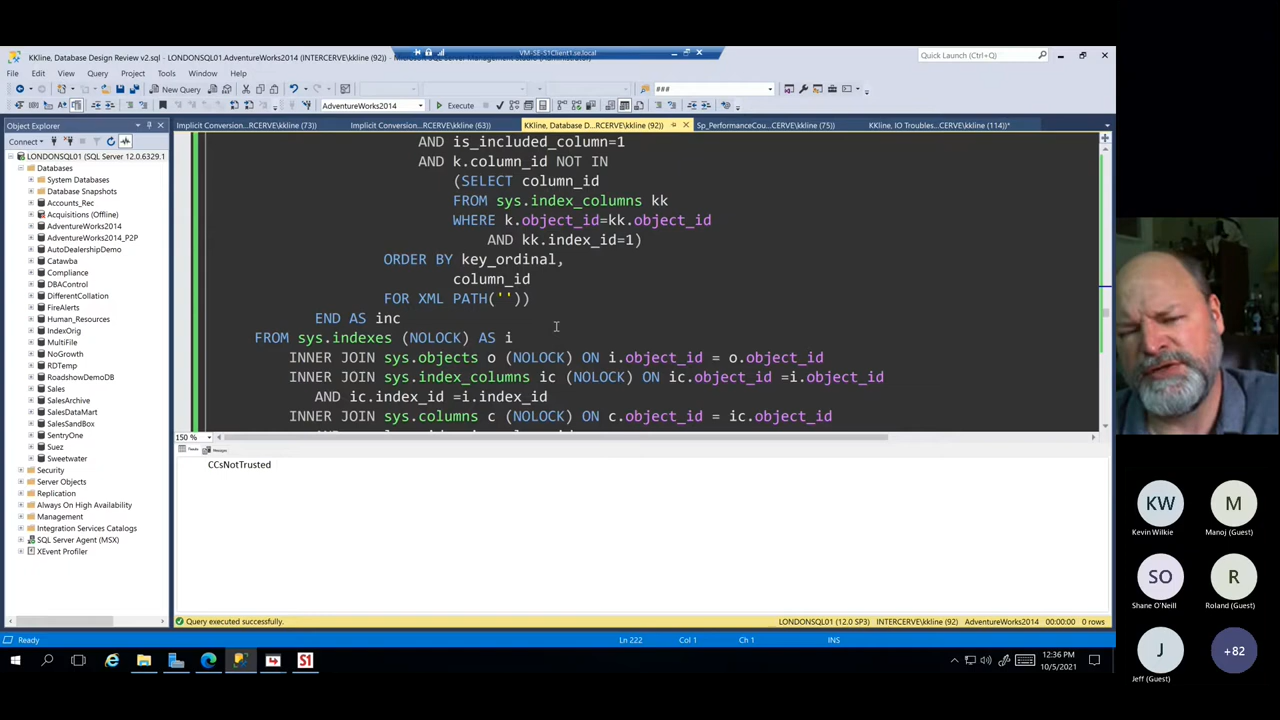 KKline, Database Design Review v2.sql - LONDONSQL01.AdventureWorks2014 (INTERCERVE\kkline (92))
VM-SE-S1Client1.se.local
Quick Launch (Ctrl+Q)
File Edit View Query Project Tools Window Help
New Query
###
AdventureWorks2014
Execute
Object Explorer
Implicit Conversion...RCERVE\kkline (73))
Implicit Conversion...RCERVE\kkline (63))
KKline, Database D...RCERVE\kkline (92))
Sp_PerformanceCou...CERVE\kkline (75))
KKline, IO Troubles...CERVE\kkline (114))*
Connect
LONDONSQL01 (SQL Server 12.0.6329.1
Databases
System Databases
Database Snapshots
Accounts_Rec
Acquisitions (Offline)
AdventureWorks2014
AdventureWorks2014_P2P
AutoDealershipDemo
Catawba
Compliance
DBAControl
DifferentCollation
FireAlerts
Human_Resources
IndexOrig
MultiFile
NoGrowth
RDTemp
RoadshowDemoDB
Sales
SalesArchive
SalesDataMart
SalesSandBox
SentryOne
Suez
Sweetwater
Security
Server Objects
Replication
Always On High Availability
Management
Integration Services Catalogs
SQL Server Agent (MSX)
XEvent Profiler
AND is_included_column=1
AND k.column_id NOT IN
(SELECT column_id
FROM sys.index_columns kk
WHERE k.object_id=kk.object_id
AND kk.index_id=1)
ORDER BY key_ordinal,
column_id
FOR XML PATH(''))
END AS inc
FROM sys.indexes (NOLOCK) AS i
INNER JOIN sys.objects o (NOLOCK) ON i.object_id = o.object_id
INNER JOIN sys.index_columns ic (NOLOCK) ON ic.object_id =i.object_id
AND ic.index_id =i.index_id
INNER JOIN sys.columns c (NOLOCK) ON c.object_id = ic.object_id
150 %
Results Messages
CCsNotTrusted
Query executed successfully.
LONDONSQL01 (12.0 SP3) INTERCERVE\kkline (92) AdventureWorks2014 00:00:00 0 rows
Ready
Ln 222 Col 1 Ch 1 INS
S1
12:36 PM
10/5/2021
KW
Kevin Wilkie
M
Manoj (Guest)
SO
Shane O'Neill
R
Roland (Guest)
J
Jeff (Guest)
+82